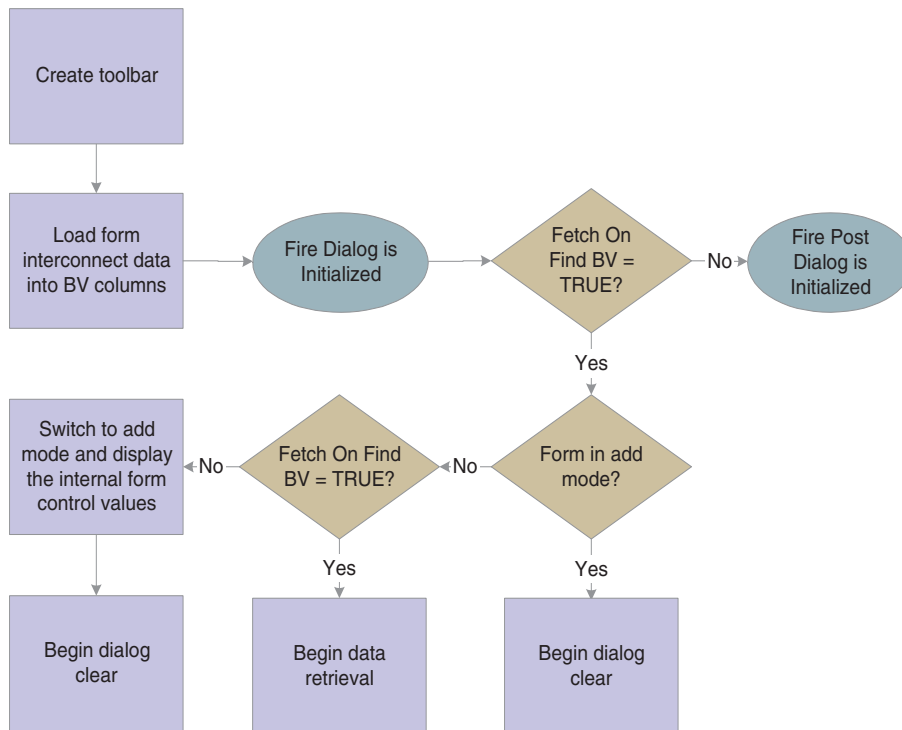 Create toolbar
Load form
interconnect data
into BV columns
Fire Dialog is
Initialized
Fetch On
Find BV =
TRUE?
No
Fire Post
Dialog is
Initialized
Yes
Switch to add
mode and display
the internal form
control values
No
Fetch On Find
BV = TRUE?
No
Form in add
mode?
Yes
Yes
Begin dialog
clear
Begin data
retrieval
Begin dialog
clear